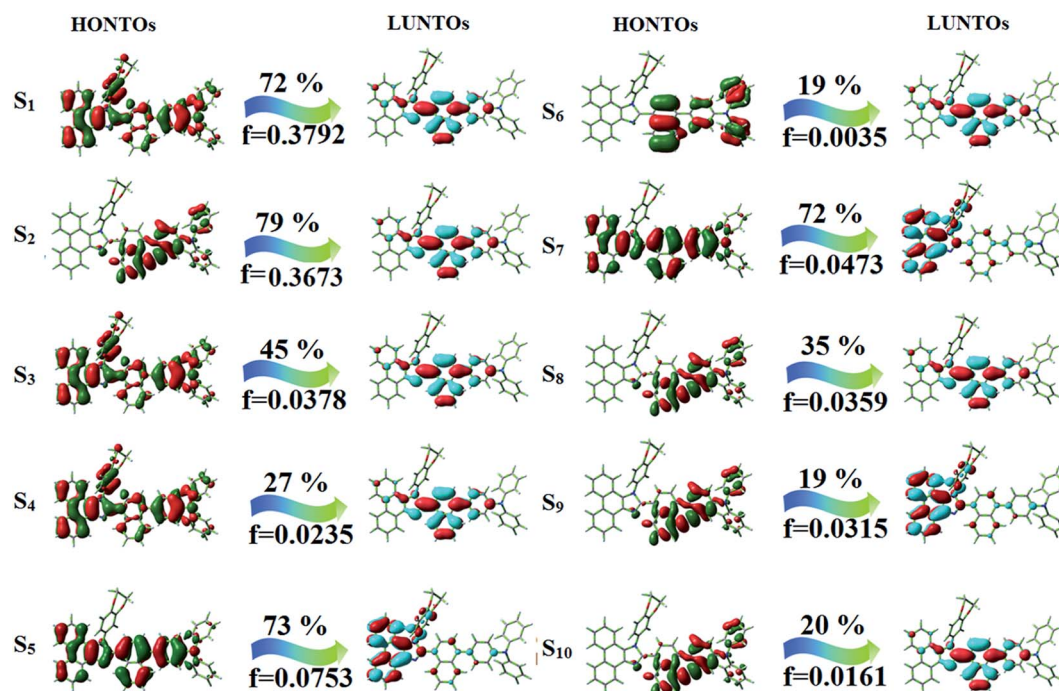 HONTOs LUNTOs HONTOs LUNTOs
S1 72 % f=0.3792 S6 19 % f=0.0035
S2 79 % f=0.3673 S7 72 % f=0.0473
S3 45 % f=0.0378 S8 35 % f=0.0359
S4 27 % f=0.0235 S9 19 % f=0.0315
S5 73 % f=0.0753 S10 20 % f=0.0161